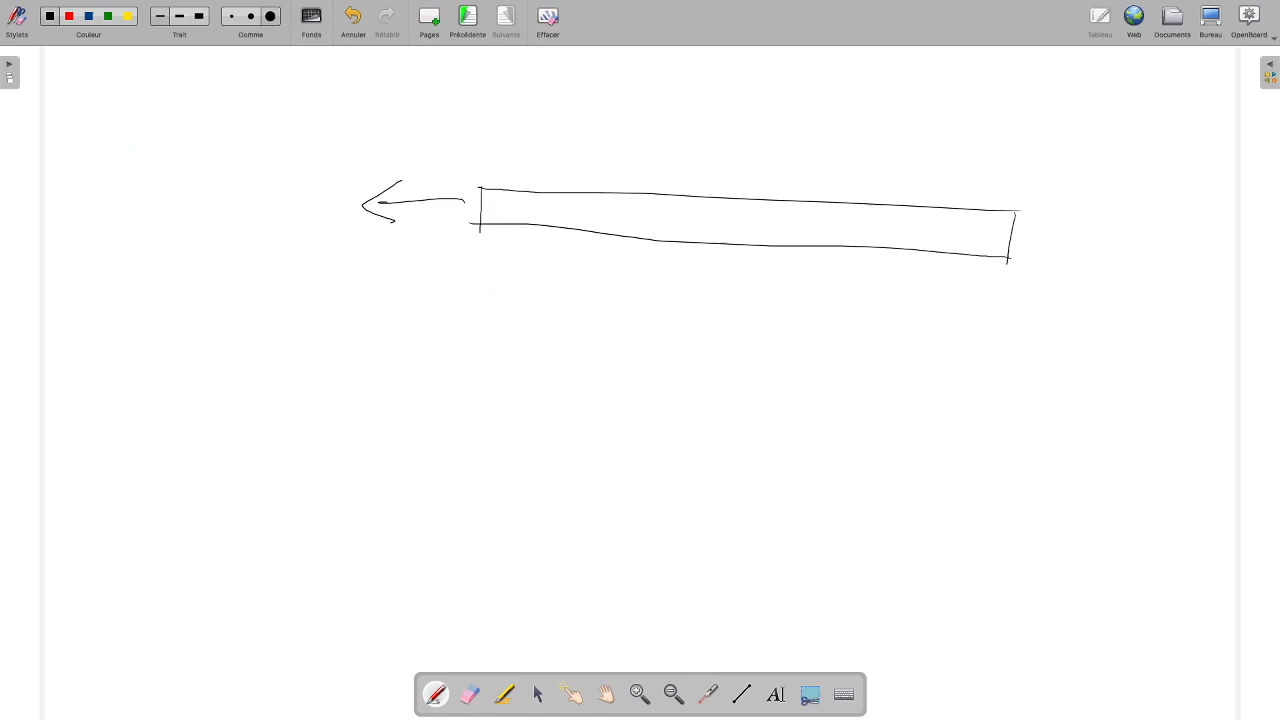 Stylets
Couleur
Trait
Gomme
Fonds
Annuler
Rétablir
Pages
Précédente
Suivante
Effacer
Tableau
Web
Documents
Bureau
OpenBoard